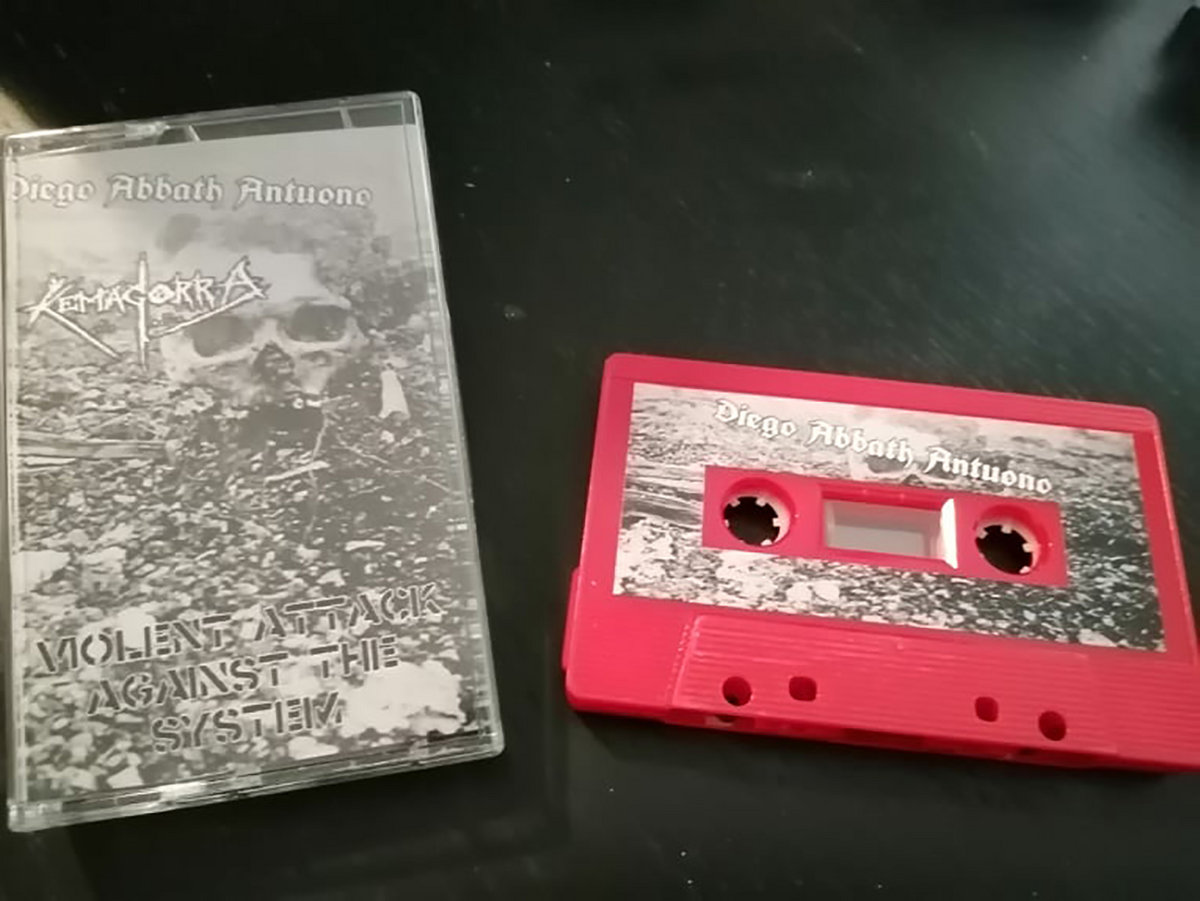 Diego Abbath Antuono
KEMAGORRA
VIOLENT ATTACK
AGAINST THE
SYSTEM
Diego Abbath Antuono